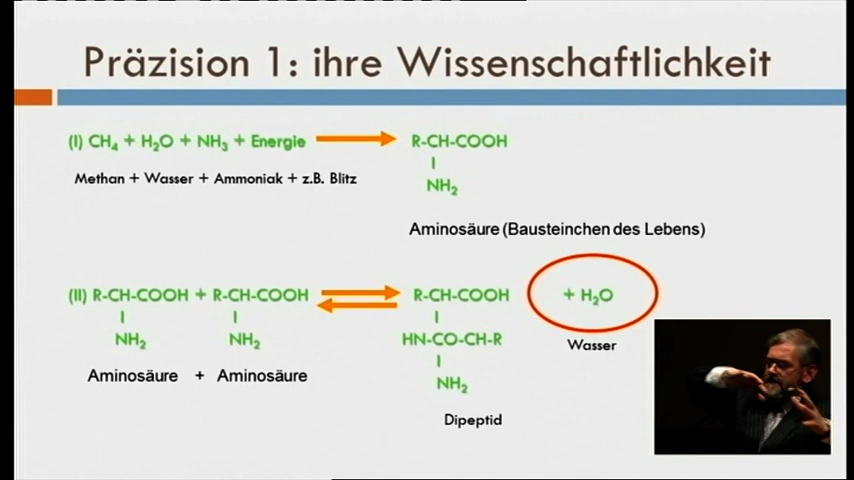 Präzision 1: ihre Wissenschaftlichkeit
(I) CH₄ + H₂O + NH₃ + Energie
R-CH-COOH
I
NH₂
Methan + Wasser + Ammoniak + z.B. Blitz
Aminosäure (Bausteinchen des Lebens)
(II) R-CH-COOH + R-CH-COOH
R-CH-COOH
+ H₂O
I
I
I
NH₂
NH₂
HN-CO-CH-R
Wasser
I
Aminosäure + Aminosäure
NH₂
Dipeptid